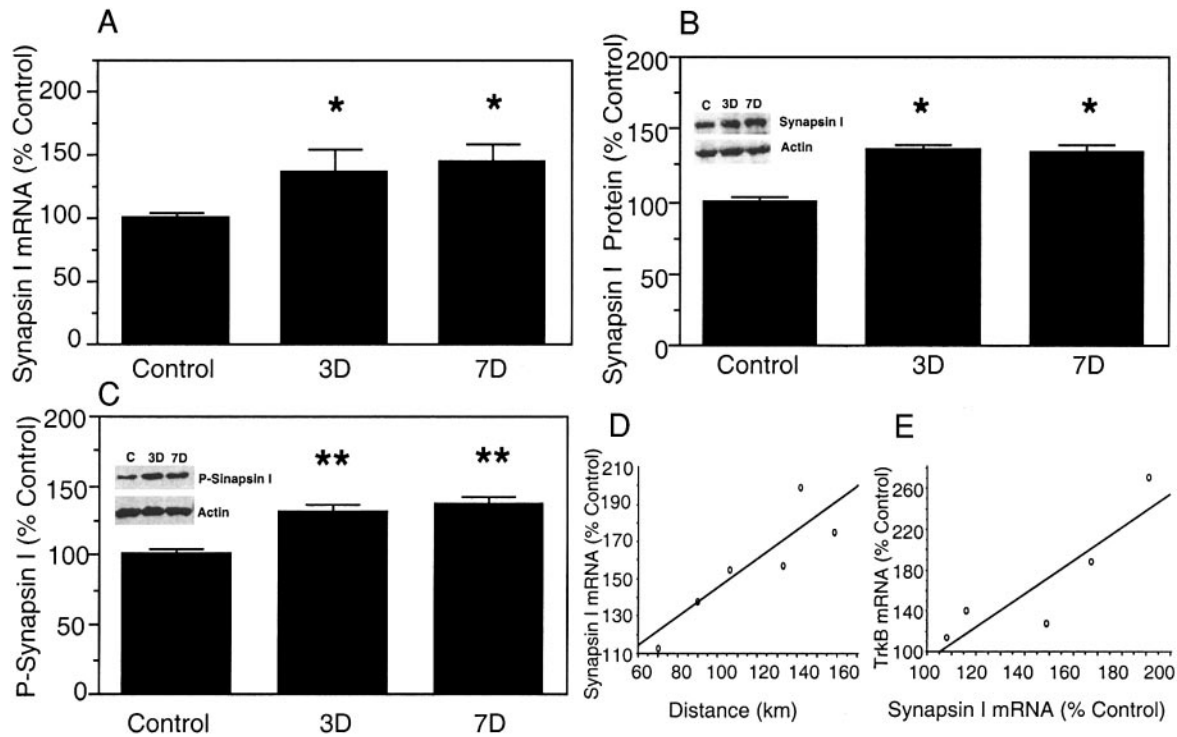 A
Synapsin I mRNA (% Control)
200
150
100
50
0
*
*
Control 3D 7D
B
Synapsin I Protein (% Control)
200
150
100
50
0
C 3D 7D
Synapsin I
Actin
*
*
Control 3D 7D
C
P-Synapsin I (% Control)
200
150
100
50
0
C 3D 7D
P-Sinapsin I
Actin
**
**
Control 3D 7D
D
Synapsin I mRNA (% Control)
210
190
170
150
130
110
60 80 100 120 140 160
Distance (km)
E
TrkB mRNA (% Control)
260
220
180
140
100
100 120 140 160 180 200
Synapsin I mRNA (% Control)